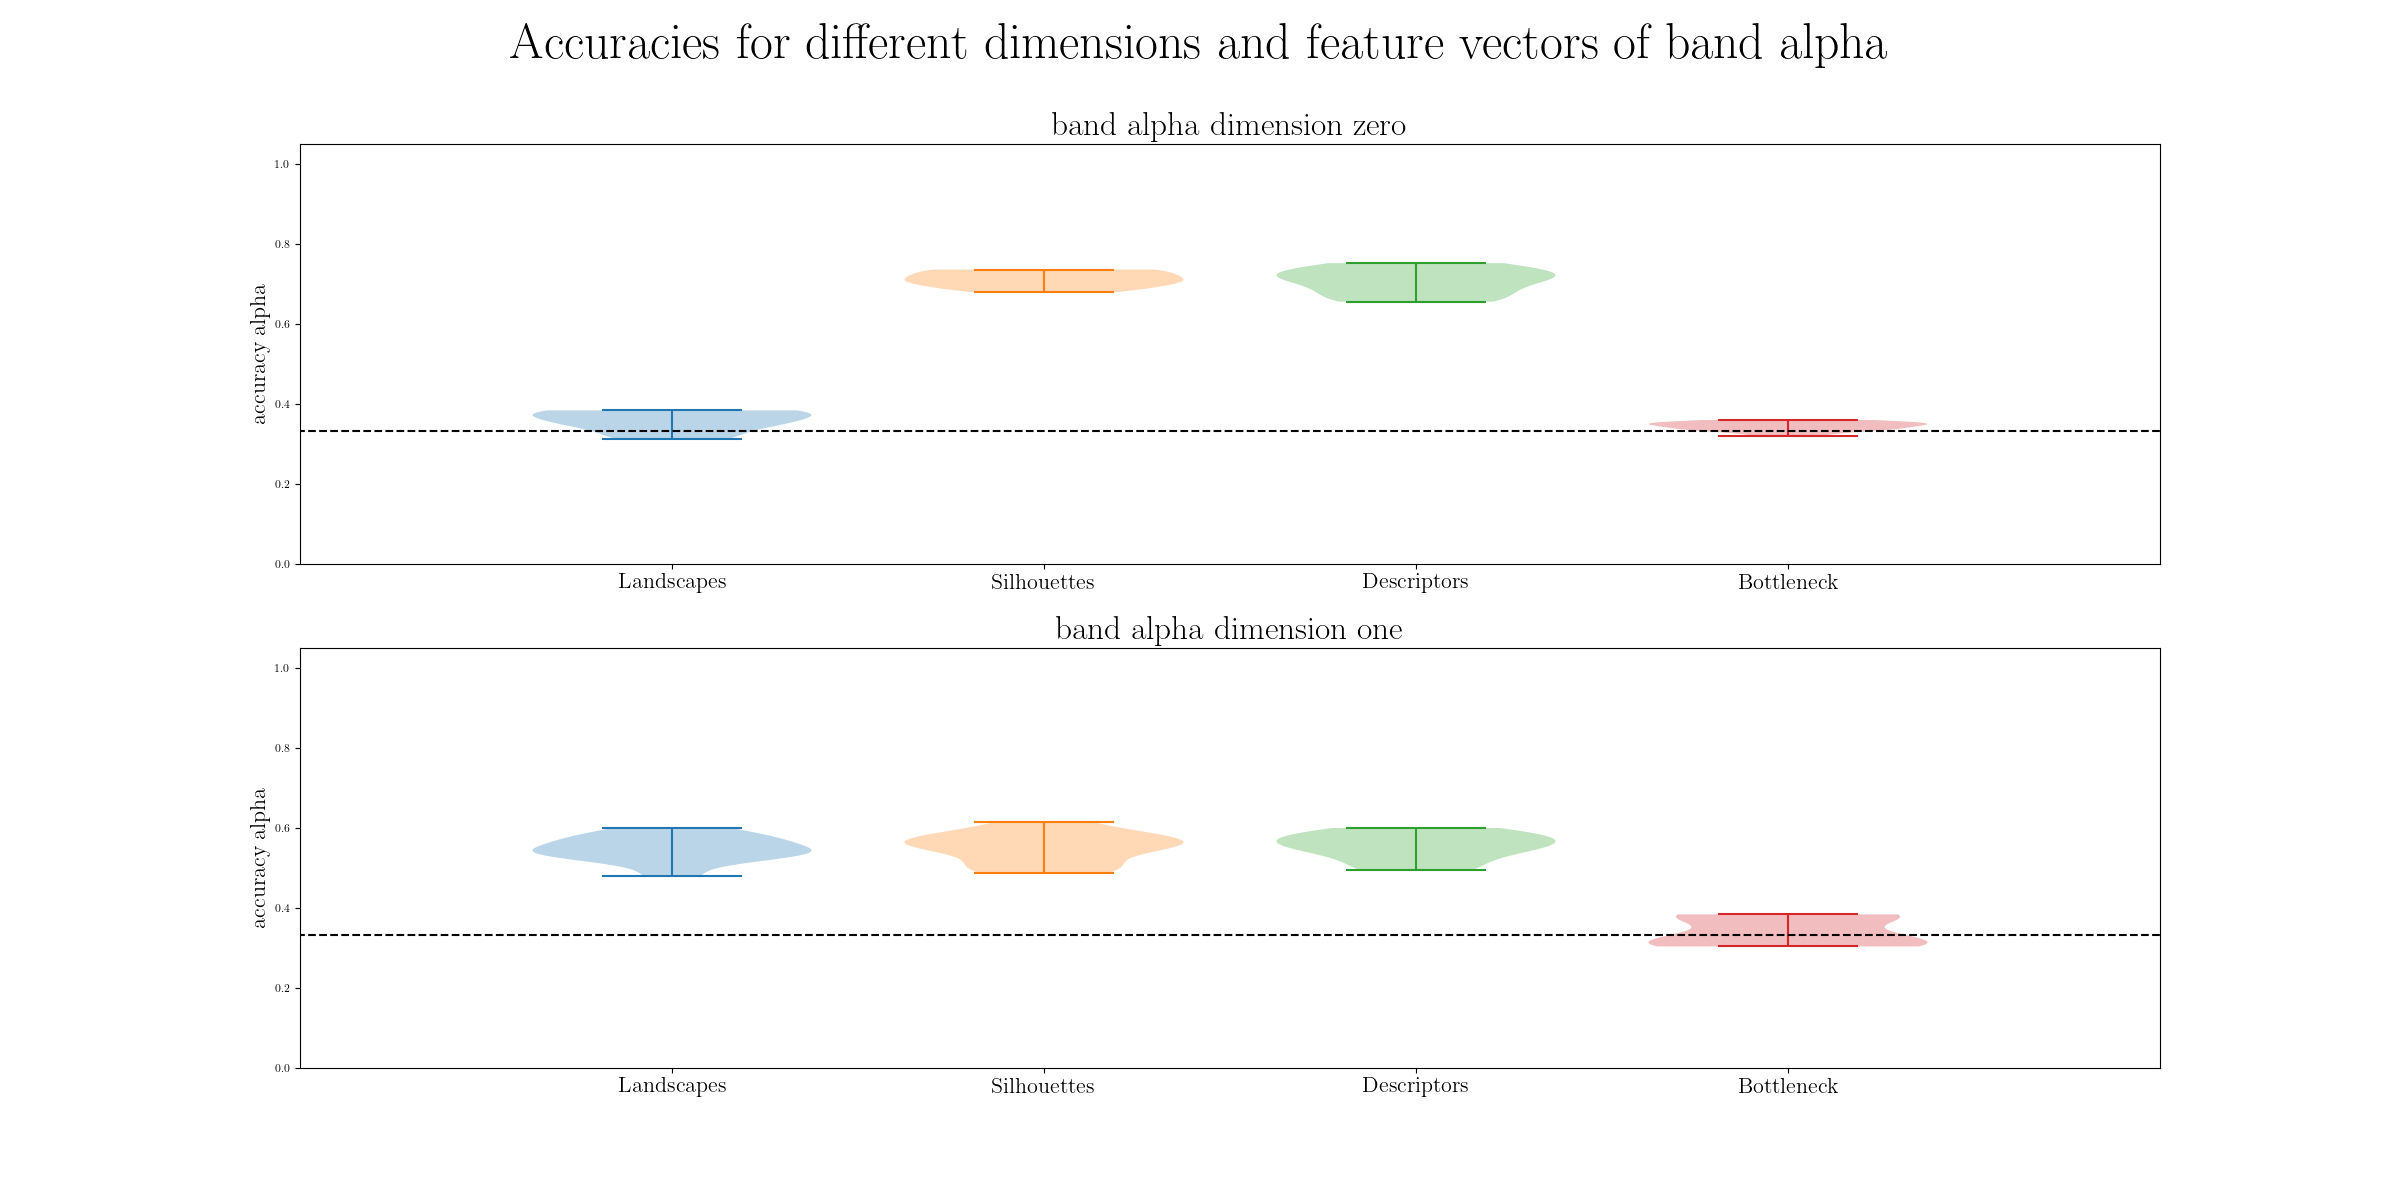 Accuracies for different dimensions and feature vectors of band alpha
band alpha dimension zero
1.0
0.8
0.6
0.4
0.2
0.0
accuracy alpha
Landscapes Silhouettes Descriptors Bottleneck
band alpha dimension one
1.0
0.8
0.6
0.4
0.2
0.0
accuracy alpha
Landscapes Silhouettes Descriptors Bottleneck